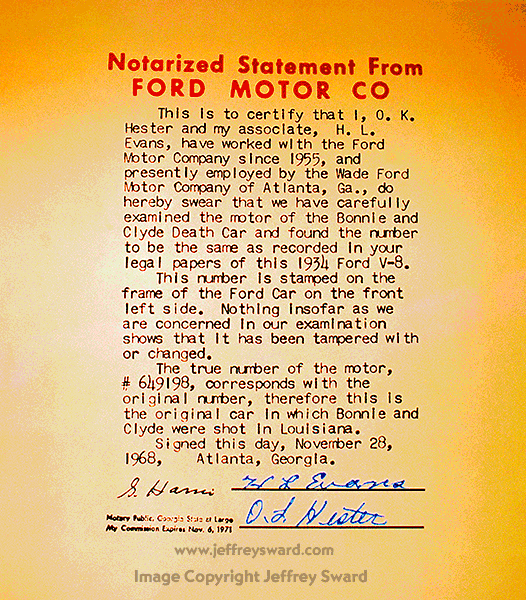 Notarized Statement From
FORD MOTOR CO
This is to certify that I, O. K.
Hester and my associate, H. L.
Evans, have worked with the Ford
Motor Company since 1955, and
presently employed by the Wade Ford
Motor Company of Atlanta, Ga., do
hereby swear that we have carefully
examined the motor of the Bonnie and
Clyde Death Car and found the number
to be the same as recorded in your
legal papers of this 1934 Ford V-8.
This number is stamped on the
frame of the Ford Car on the front
left side. Nothing insofar as we
are concerned in our examination
shows that it has been tampered with
or changed.
The true number of the motor,
# 649198, corresponds with the
original number, therefore this is
the original car in which Bonnie and
Clyde were shot in Louisiana.
Signed this day, November 28,
1968, Atlanta, Georgia.
H L Evans
Notary Public, Georgia State at Large
My Commission Expires Nov. 6, 1971
Hester
www.jeffreysward.com
Image Copyright Jeffrey Sward